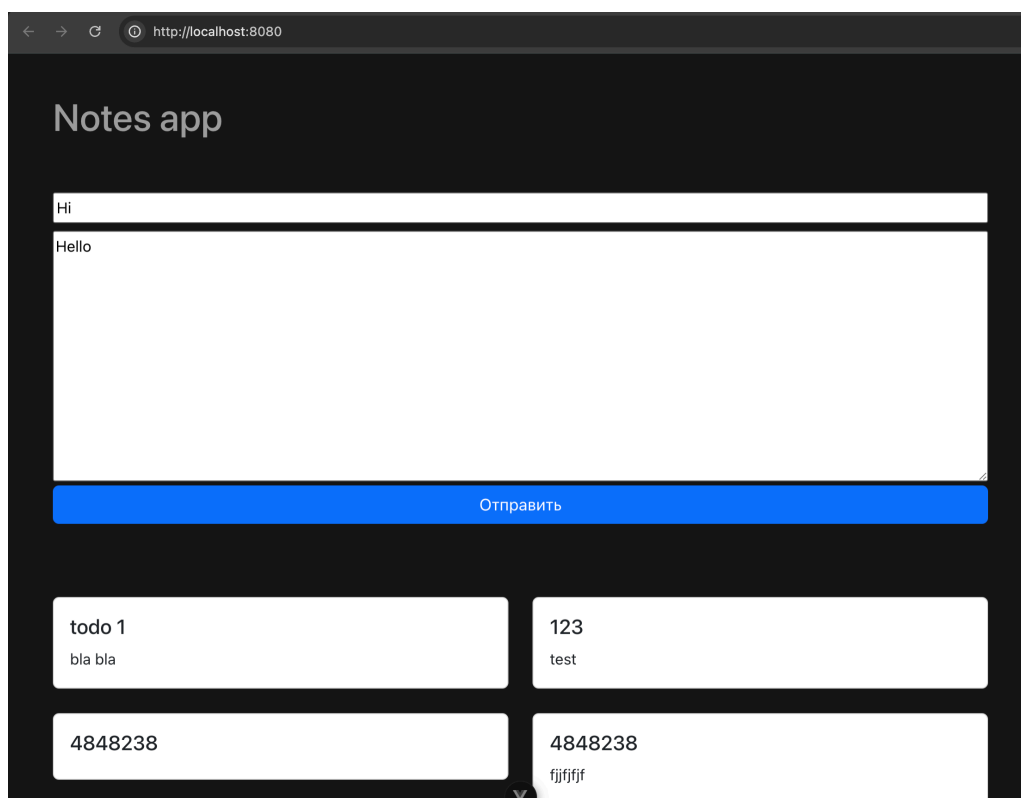 http://localhost:8080
Notes app
Hi
Hello
Отправить
todo 1
bla bla
123
test
4848238
4848238
fjjfjfjf